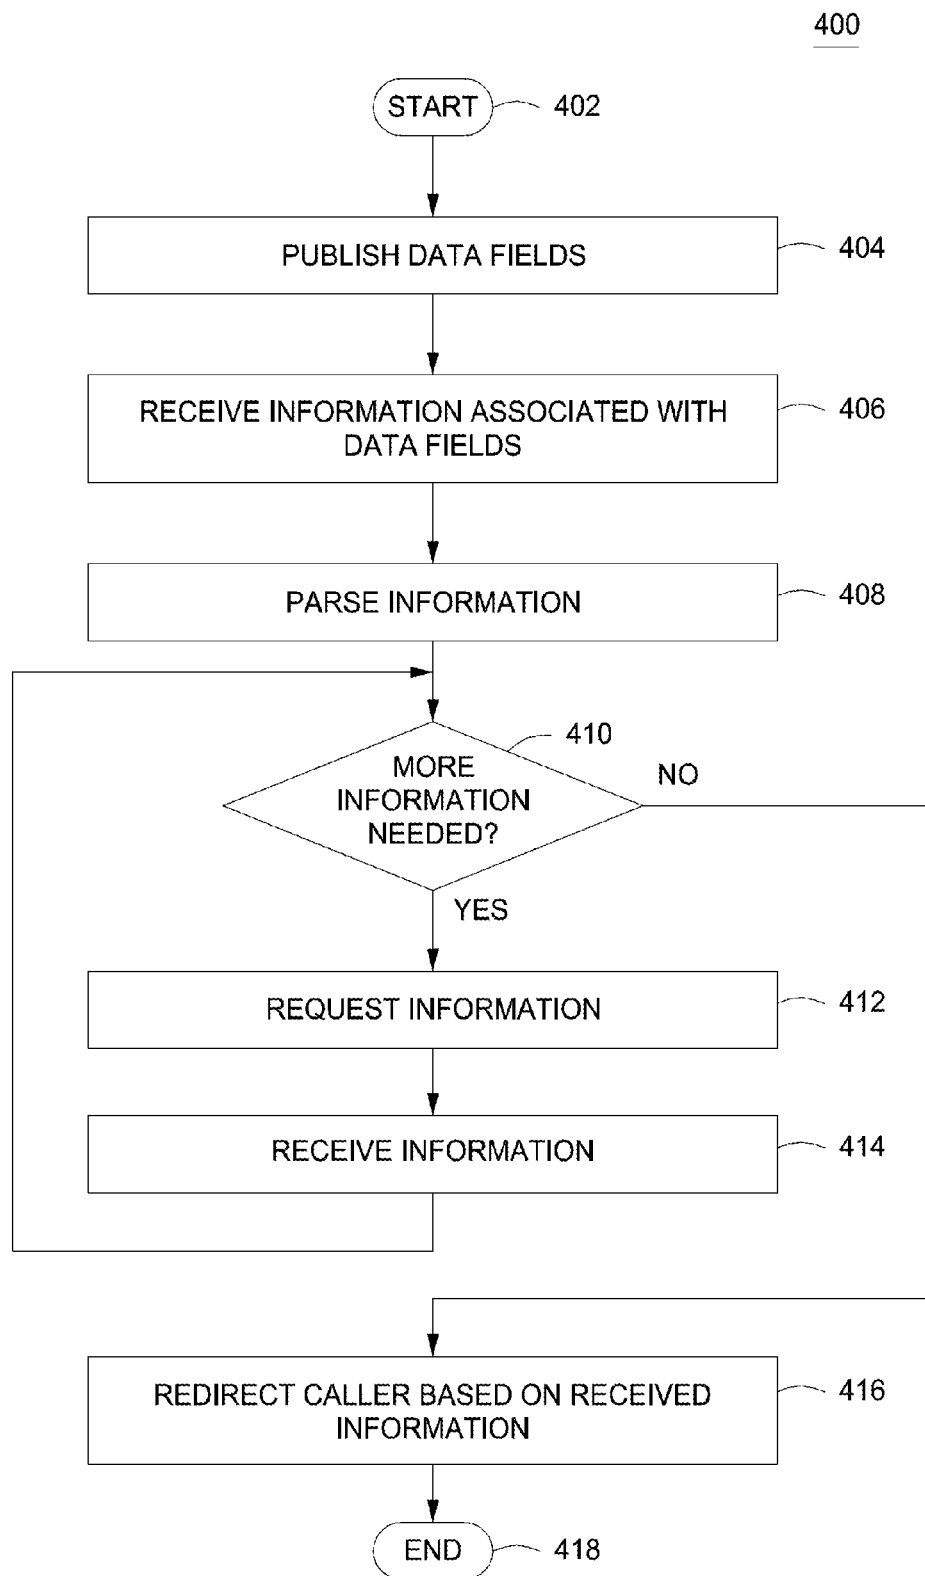 400
START
402
PUBLISH DATA FIELDS
404
RECEIVE INFORMATION ASSOCIATED WITH
DATA FIELDS
406
PARSE INFORMATION
408
410
MORE
INFORMATION
NEEDED?
NO
YES
REQUEST INFORMATION
412
RECEIVE INFORMATION
414
REDIRECT CALLER BASED ON RECEIVED
INFORMATION
416
END
418